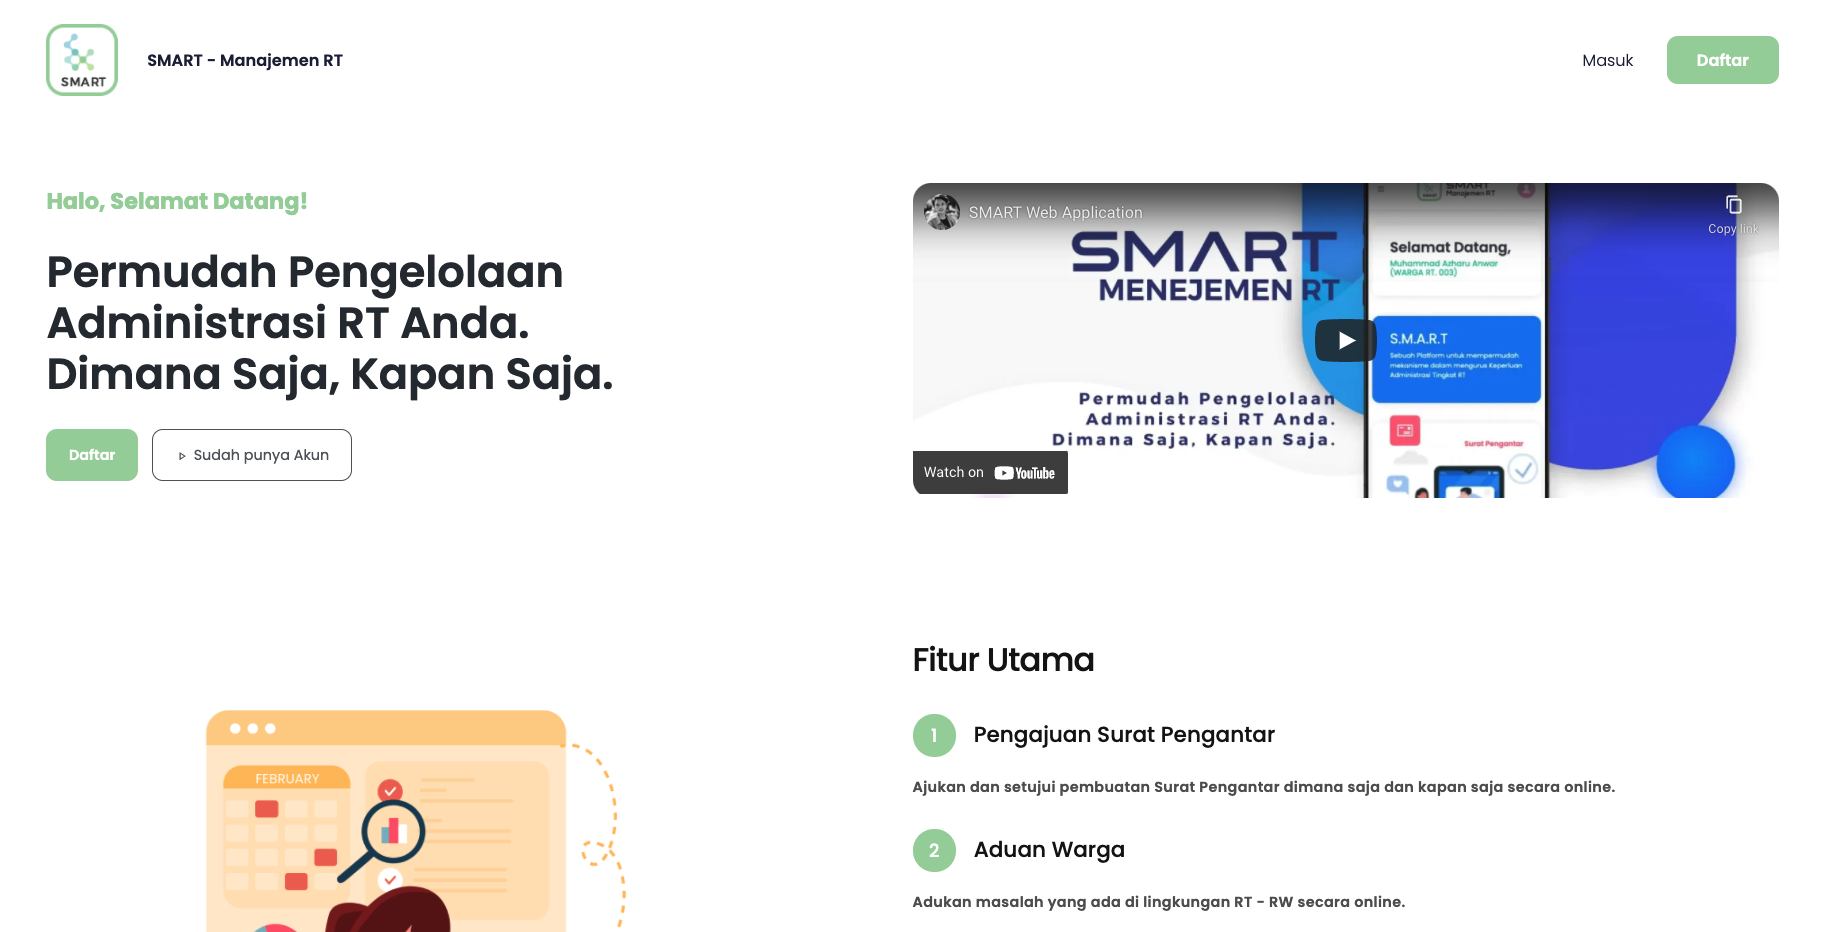 SMART
SMART - Manajemen RT
Masuk
Daftar
Halo, Selamat Datang!
Permudah Pengelolaan
Administrasi RT Anda.
Dimana Saja, Kapan Saja.
Daftar
Sudah punya Akun
SMART Web Application
Copy link
SMART
MENEJEMEN RT
Permudah Pengelolaan
Administrasi RT Anda.
Dimana Saja, Kapan Saja.
Manajemen RT
Selamat Datang,
Muhammad Azharu Anwar
(WARGA RT. 003)
S.M.A.R.T
Sebuah Platform untuk mempermudah
mekanisme dalam mengurus Keperluan
Administrasi Tingkat RT
Surat Pengantar
Watch on YouTube
Fitur Utama
1 Pengajuan Surat Pengantar
Ajukan dan setujui pembuatan Surat Pengantar dimana saja dan kapan saja secara online.
2 Aduan Warga
Adukan masalah yang ada di lingkungan RT - RW secara online.
FEBRUARY